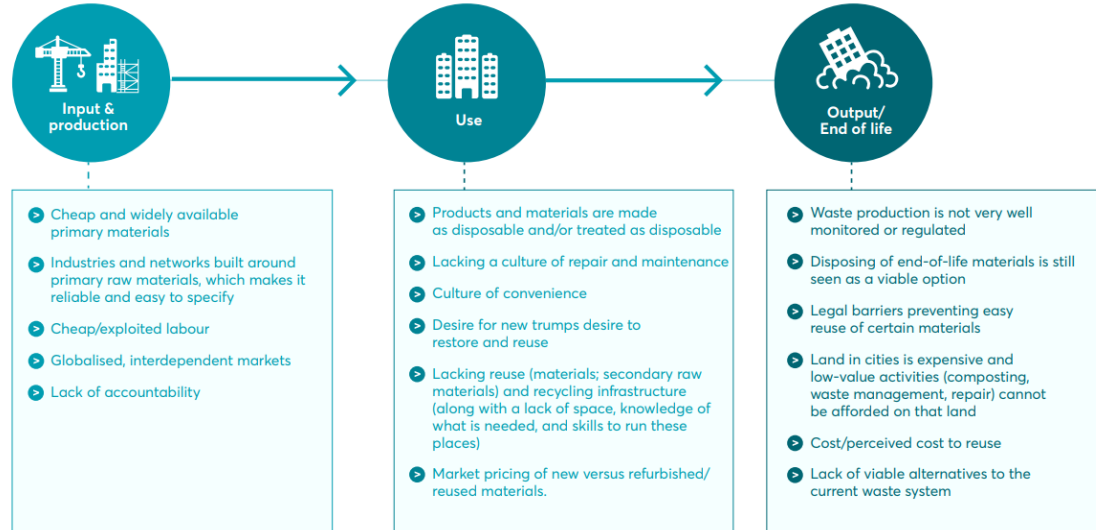 Input &
production
Use
Output/
End of life
Cheap and widely available
primary materials
Industries and networks built around
primary raw materials, which makes it
reliable and easy to specify
Cheap/exploited labour
Globalised, interdependent markets
Lack of accountability
Products and materials are made
as disposable and/or treated as disposable
Lacking a culture of repair and maintenance
Culture of convenience
Desire for new trumps desire to
restore and reuse
Lacking reuse (materials; secondary raw
materials) and recycling infrastructure
(along with a lack of space, knowledge of
what is needed, and skills to run these
places)
Market pricing of new versus refurbished/
reused materials.
Waste production is not very well
monitored or regulated
Disposing of end-of-life materials is still
seen as a viable option
Legal barriers preventing easy
reuse of certain materials
Land in cities is expensive and
low-value activities (composting,
waste management, repair) cannot
be afforded on that land
Cost/perceived cost to reuse
Lack of viable alternatives to the
current waste system